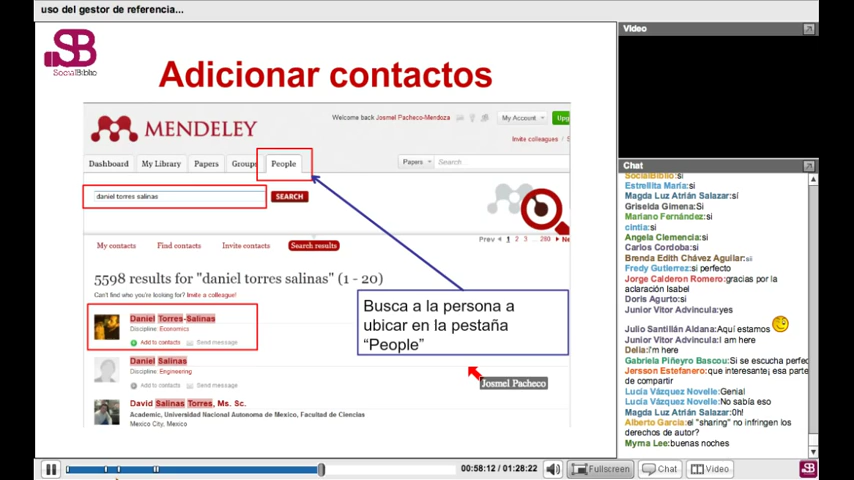 uso del gestor de referencia...
SB
SocialBiblio
Adicionar contactos
MENDELEY
Welcome back Josmel Pacheco-Mendoza
My Account
Upg
Invite colleagues
Dashboard
My Library
Papers
Groups
People
Papers
Search...
daniel torres salinas
SEARCH
Prev 1 2 3 ... 280 Ne
My contacts
Find contacts
Invite contacts
Search results
5598 results for "daniel torres salinas" (1 - 20)
Can't find who you're looking for? Invite a colleague!
Daniel Torres-Salinas
Discipline: Economics
Add to contacts
Send message
Daniel Salinas
Discipline: Engineering
Add to contacts
Send message
David Salinas Torres, Ms. Sc.
Academic, Universidad Nacional Autonoma de Mexico, Facultad de Ciencias
Mexico City, Mexico
Busca a la persona a
ubicar en la pestaña
“People”
Josmel Pacheco
Video
Chat
SocialBiblio:si
Estrellita María:si
Magda Luz Atrián Salazar:sí
Griselda Gimena:Si
Mariano Fernández:si
cintia:si
Angela Clemencia:si
Carlos Cordoba:si
Brenda Edith Chávez Aguilar:sii
Fredy Gutierrez:si perfecto
Jorge Calderon Romero:gracias por la
aclaración Isabel
Doris Agurto:si
Junior Vitor Advincula:yes
Julio Santillán Aldana:Aquí estamos
Junior Vitor Advincula:I am here
Delia:I'm here
Gabriela Piñeyro Bascou:Si se escucha perfec
Jersson Estefanero:que interesante¡ esa parte
de compartir
Lucía Vázquez Novelle:Genial
Lucía Vázquez Novelle:No sabía eso
Magda Luz Atrián Salazar:Oh!
Alberto García:el "sharing" no infringen los
derechos de autor?
Myrna Lee:buenas noches
00:58:12 / 01:28:22
Fullscreen
Chat
Video
SB